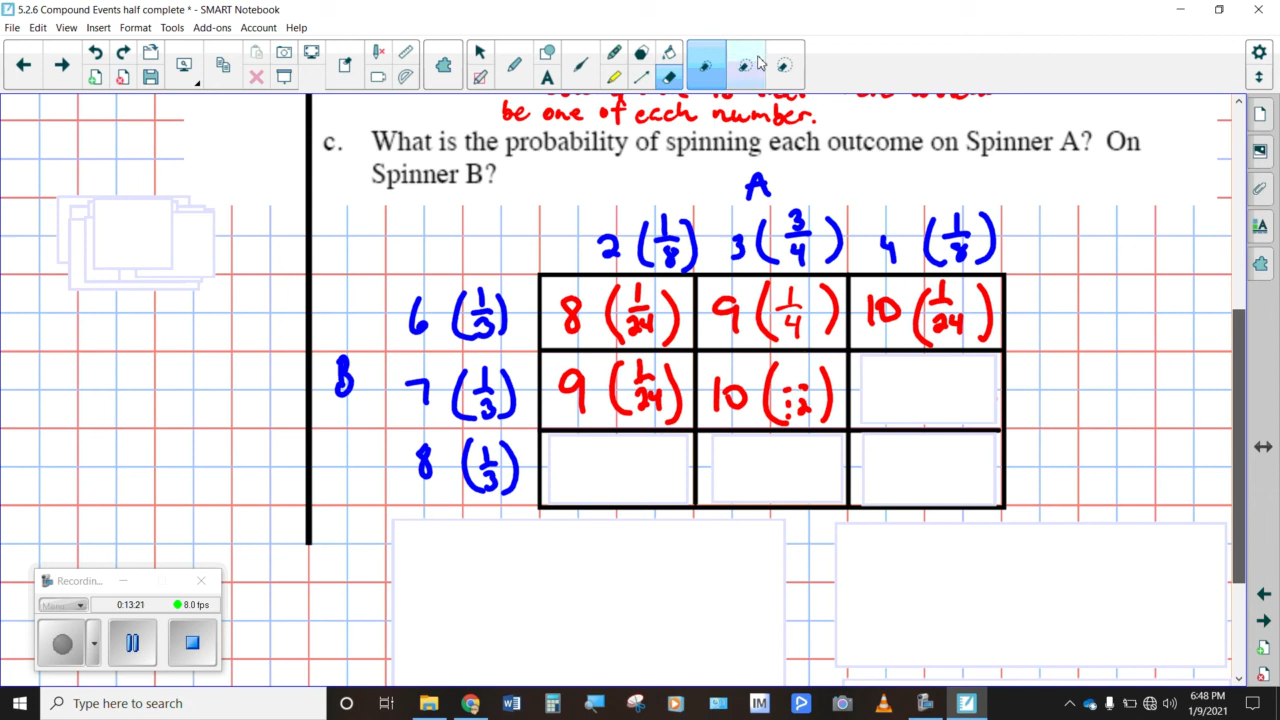 5.2.6 Compound Events half complete * - SMART Notebook
File Edit View Insert Format Tools Add-ons Account Help
be one of each number.
c. What is the probability of spinning each outcome on Spinner A? On
Spinner B?
A
2 (1/8) 3 (3/4) 4 (1/8)
6 (1/3) 8 (1/24) 9 (1/4) 10 (1/24)
B 7 (1/3) 9 (1/24) 10
8 (1/3)
Recordin...
0:13:21 8.0 fps
Type here to search
6:48 PM
1/9/2021